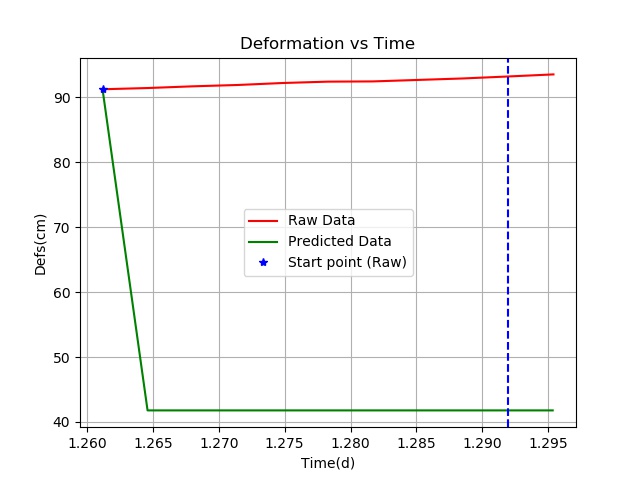 Deformation vs Time
Defs(cm)
90
80
70
60
50
40
Raw Data
Predicted Data
Start point (Raw)
1.260 1.265 1.270 1.275 1.280 1.285 1.290 1.295
Time(d)